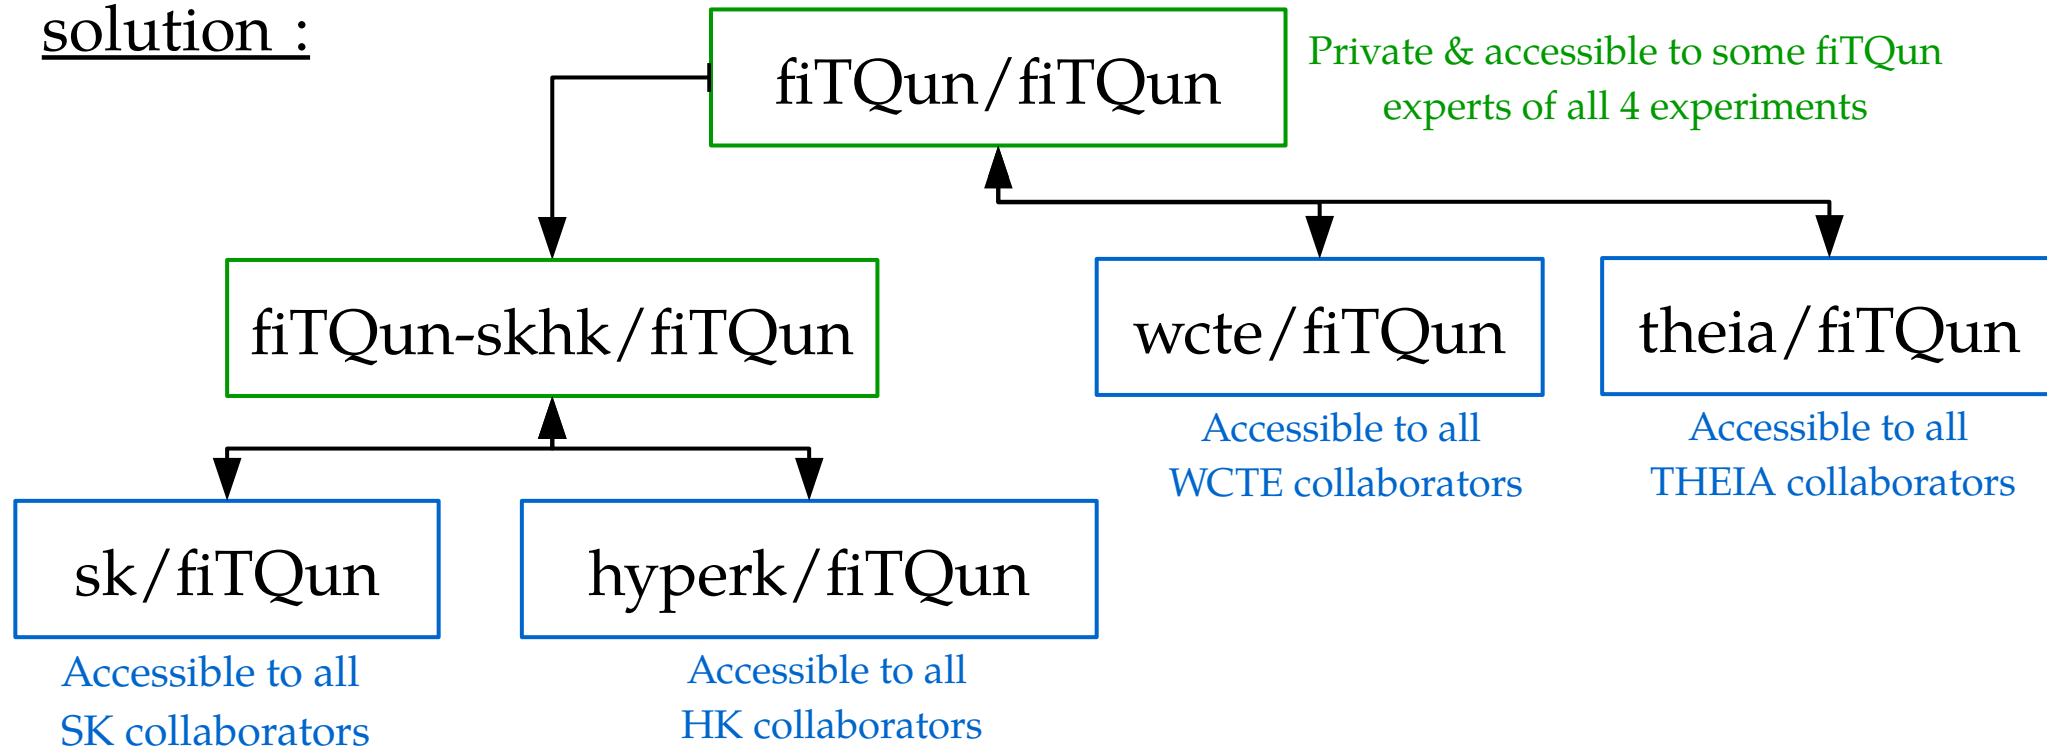 solution :
fiTQun/fiTQun
Private & accessible to some fiTQun
experts of all 4 experiments
fiTQun-skhk/fiTQun
wcte/fiTQun
theia/fiTQun
Accessible to all
WCTE collaborators
Accessible to all
THEIA collaborators
sk/fiTQun
hyperk/fiTQun
Accessible to all
SK collaborators
Accessible to all
HK collaborators